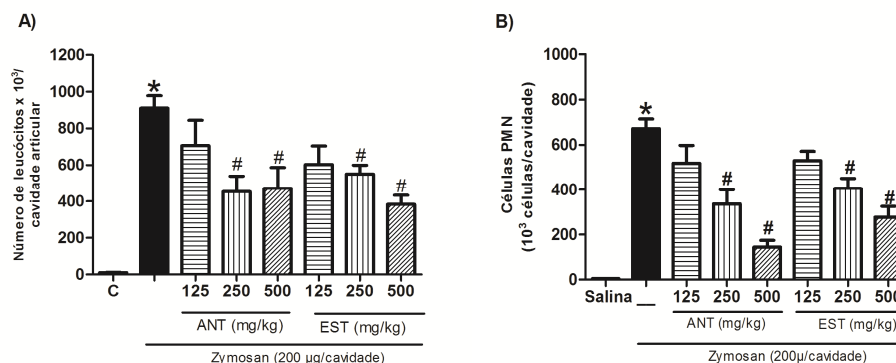 A)
Número de leucócitos x 10³/
cavidade articular
1200
1000
800
600
400
200
0
*
#
#
#
#
C
-
125
250
500
125
250
500
ANT (mg/kg)
EST (mg/kg)
Zymosan (200 µg/cavidade)
B)
Células PMN
(10³ células/cavidade)
1000
800
600
400
200
0
*
#
#
#
#
Salina
__
125
250
500
125
250
ANT (mg/kg)
EST (mg/kg)
Zymosan (200µ/cavidade)